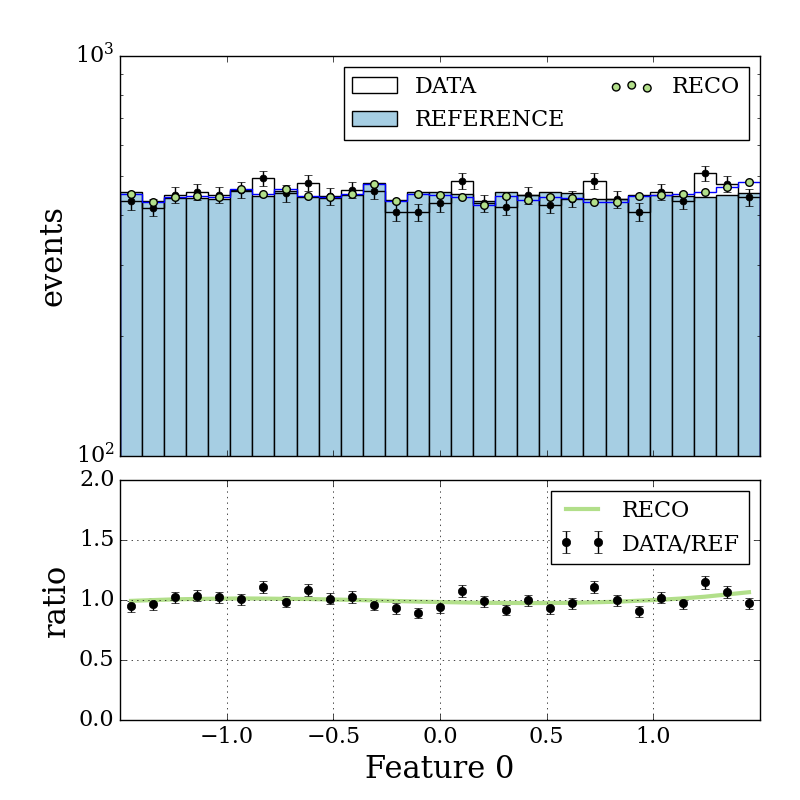 10³
DATA
RECO
REFERENCE
events
10²
2.0
RECO
1.5
DATA/REF
ratio
1.0
0.5
0.0
−1.0 −0.5 0.0 0.5 1.0
Feature 0